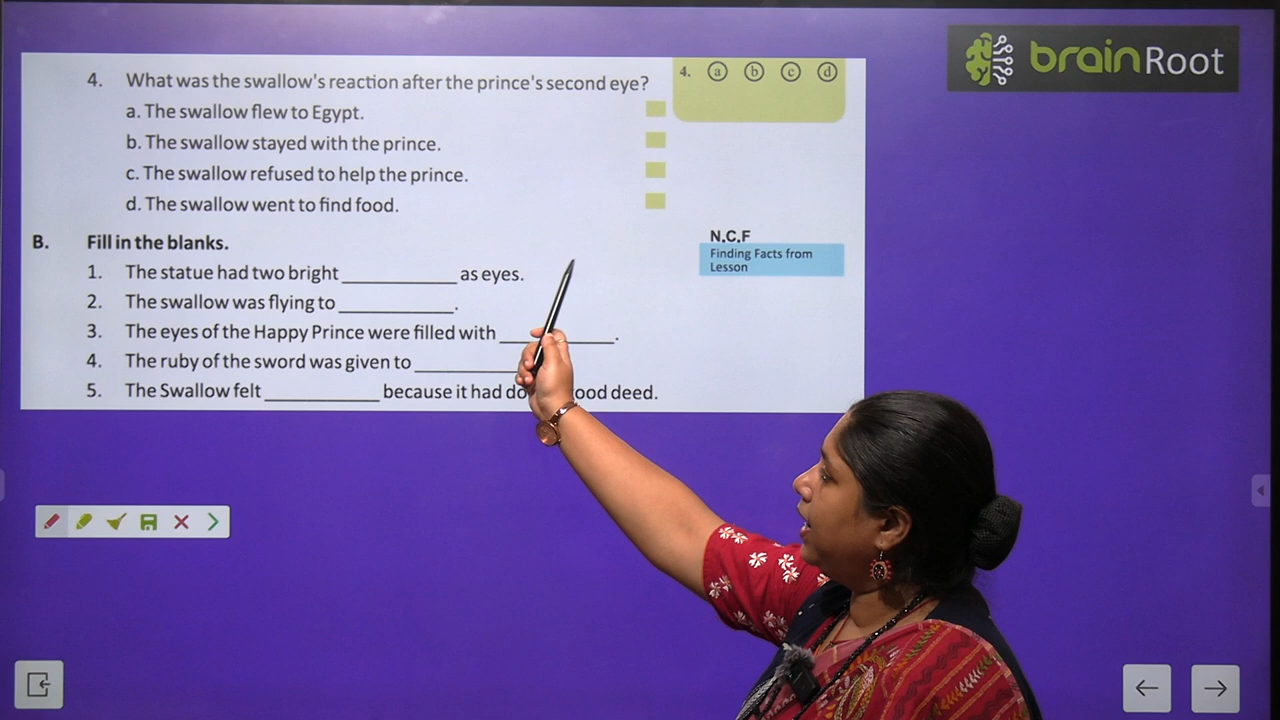 brainRoot
4. What was the swallow's reaction after the prince's second eye?
4. a b c d
a. The swallow flew to Egypt.
b. The swallow stayed with the prince.
c. The swallow refused to help the prince.
d. The swallow went to find food.
B. Fill in the blanks.
N.C.F
Finding Facts from
Lesson
1. The statue had two bright ____________ as eyes.
2. The swallow was flying to ____________.
3. The eyes of the Happy Prince were filled with ____________.
4. The ruby of the sword was given to ____________
5. The Swallow felt ____________ because it had deed.